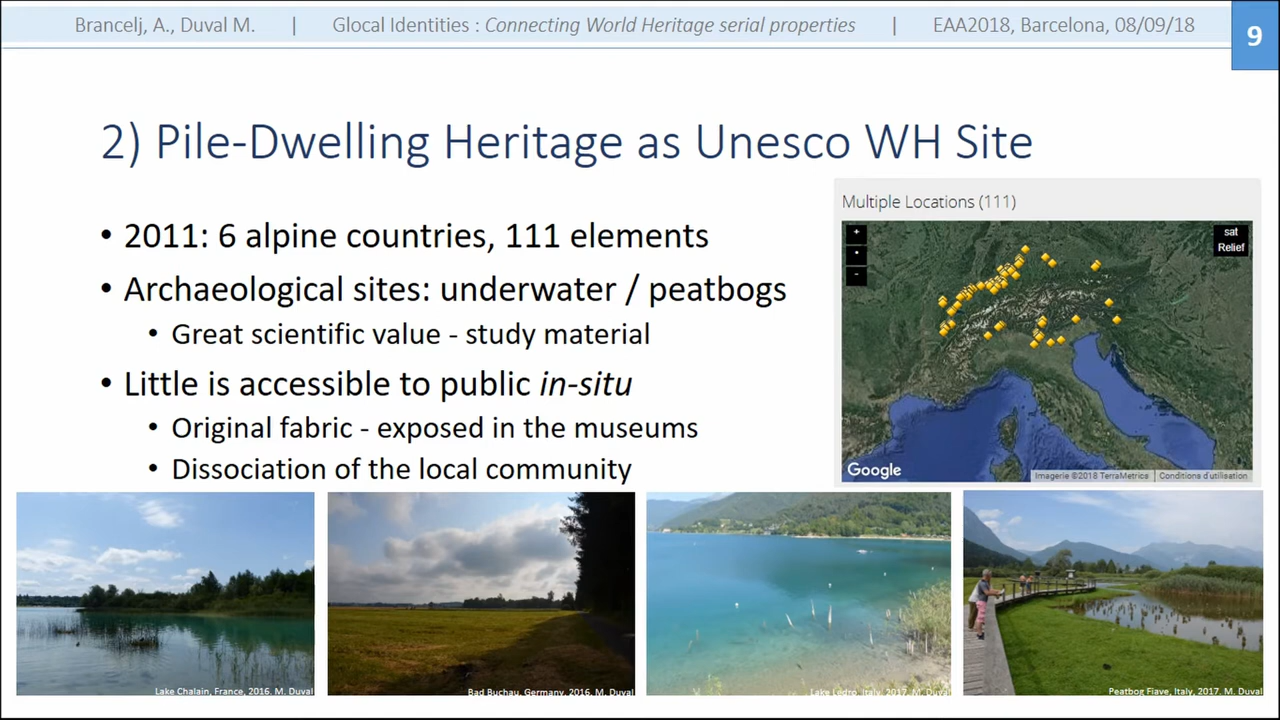 Brancelj, A., Duval M. | Glocal Identities : Connecting World Heritage serial properties | EAA2018, Barcelona, 08/09/18
9
2) Pile-Dwelling Heritage as Unesco WH Site
• 2011: 6 alpine countries, 111 elements
• Archaeological sites: underwater / peatbogs
• Great scientific value - study material
• Little is accessible to public in-situ
• Original fabric - exposed in the museums
• Dissociation of the local community
Multiple Locations (111)
+
-
sat
Relief
Google
Imagerie ©2018 TerraMetrics
Conditions d'utilisation
Lake Chalain, France, 2016. M. Duval
Bad Buchau, Germany, 2016. M. Duval
Lake Ledro, Italy, 2017. M. Duval
Peatbog Fiave, Italy, 2017. M. Duval